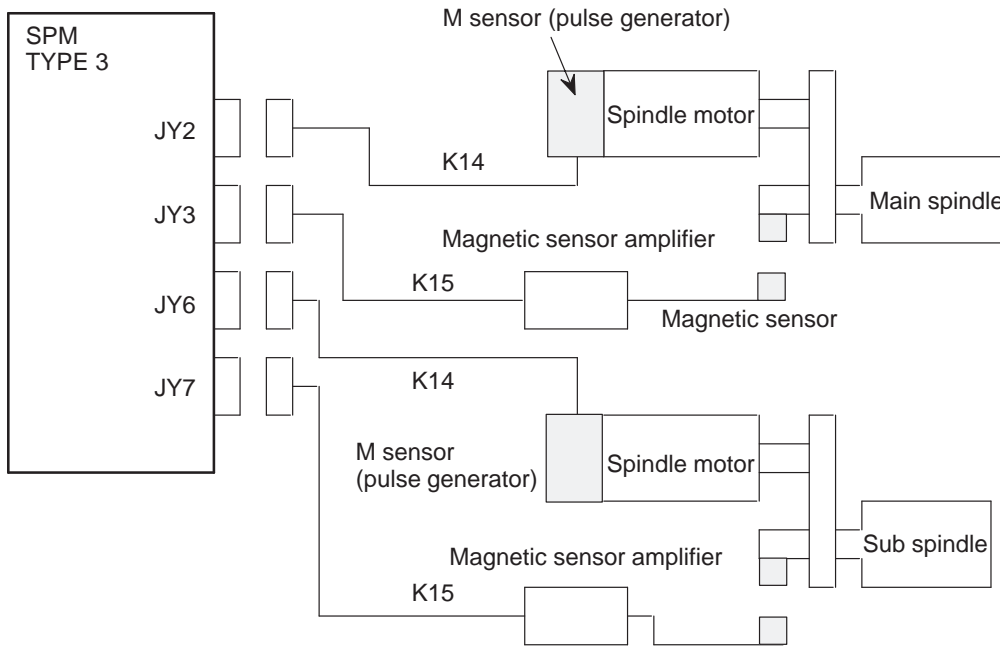 M sensor (pulse generator)
SPM
TYPE 3
JY2
Spindle motor
K14
Main spindle
JY3
Magnetic sensor amplifier
K15
JY6
Magnetic sensor
K14
JY7
M sensor
(pulse generator)
Spindle motor
Sub spindle
Magnetic sensor amplifier
K15